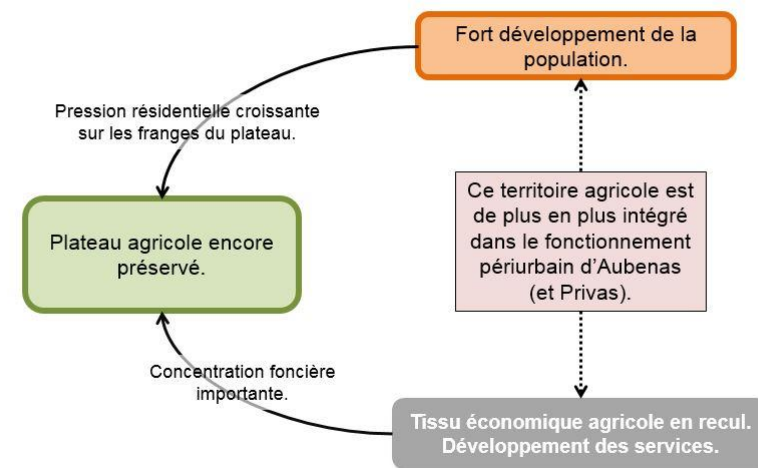 Fort développement de la
population.
Pression résidentielle croissante
sur les franges du plateau.
Ce territoire agricole est
de plus en plus intégré
dans le fonctionnement
périurbain d’Aubenas
(et Privas).
Plateau agricole encore
préservé.
Concentration foncière
importante.
Tissu économique agricole en recul.
Développement des services.